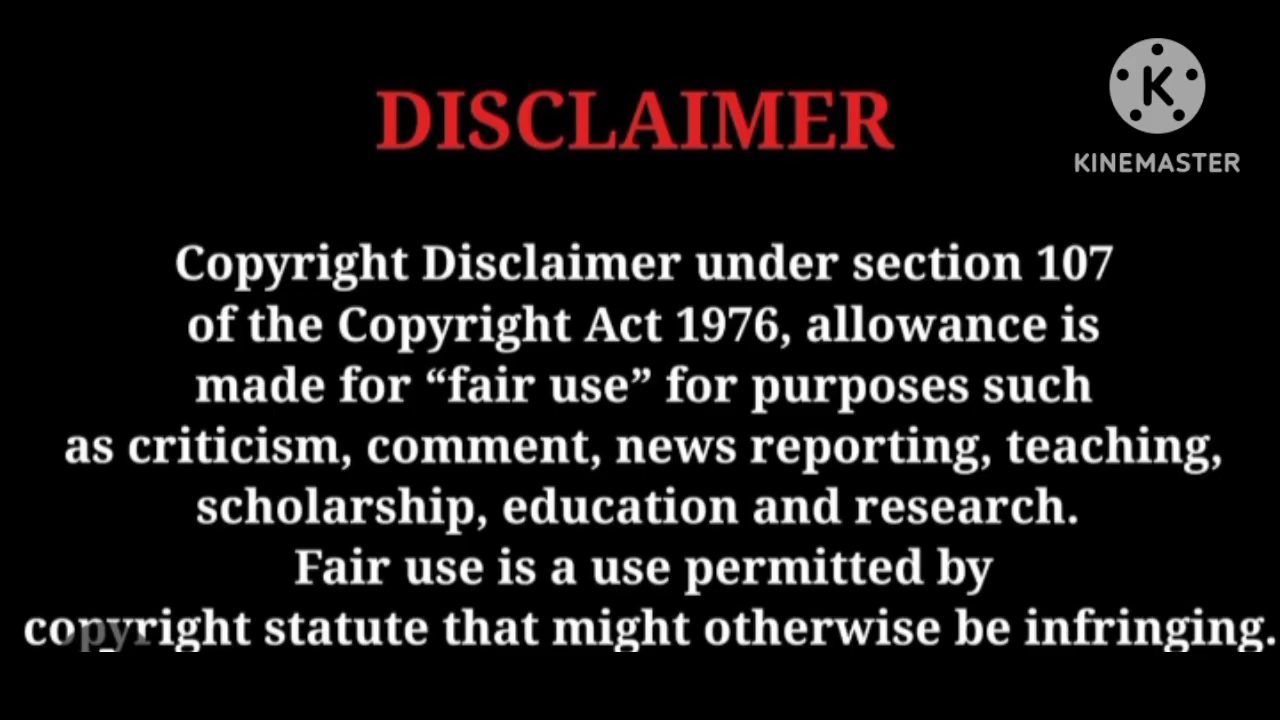 DISCLAIMER
K
KINEMASTER
Copyright Disclaimer under section 107
of the Copyright Act 1976, allowance is
made for “fair use” for purposes such
as criticism, comment, news reporting, teaching,
scholarship, education and research.
Fair use is a use permitted by
copyright statute that might otherwise be infringing.